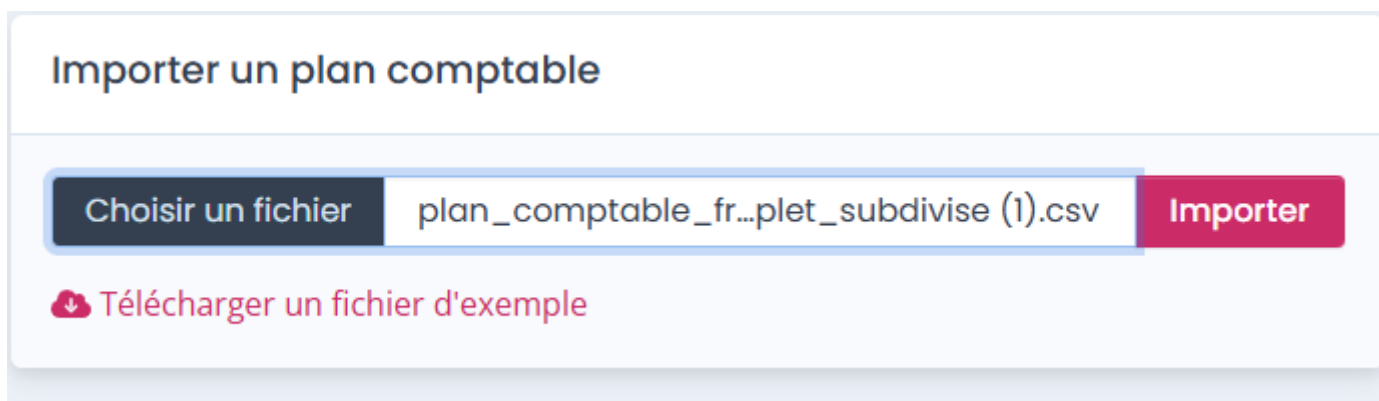 Importer un plan comptable
Choisir un fichier plan_comptable_fr...plet_subdivise (1).csv Importer
Télécharger un fichier d'exemple